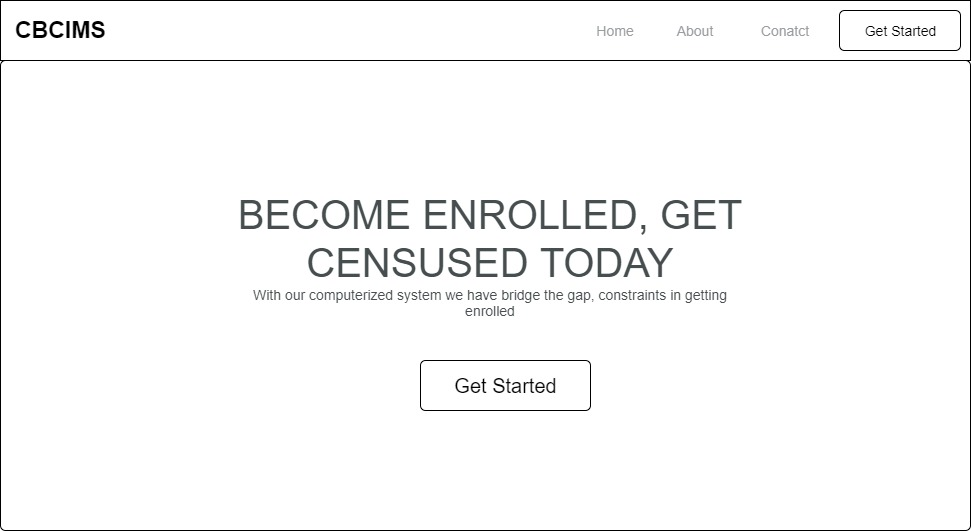 CBCIMS
Home
About
Conatct
Get Started
BECOME ENROLLED, GET
CENSUSED TODAY
With our computerized system we have bridge the gap, constraints in getting
enrolled
Get Started